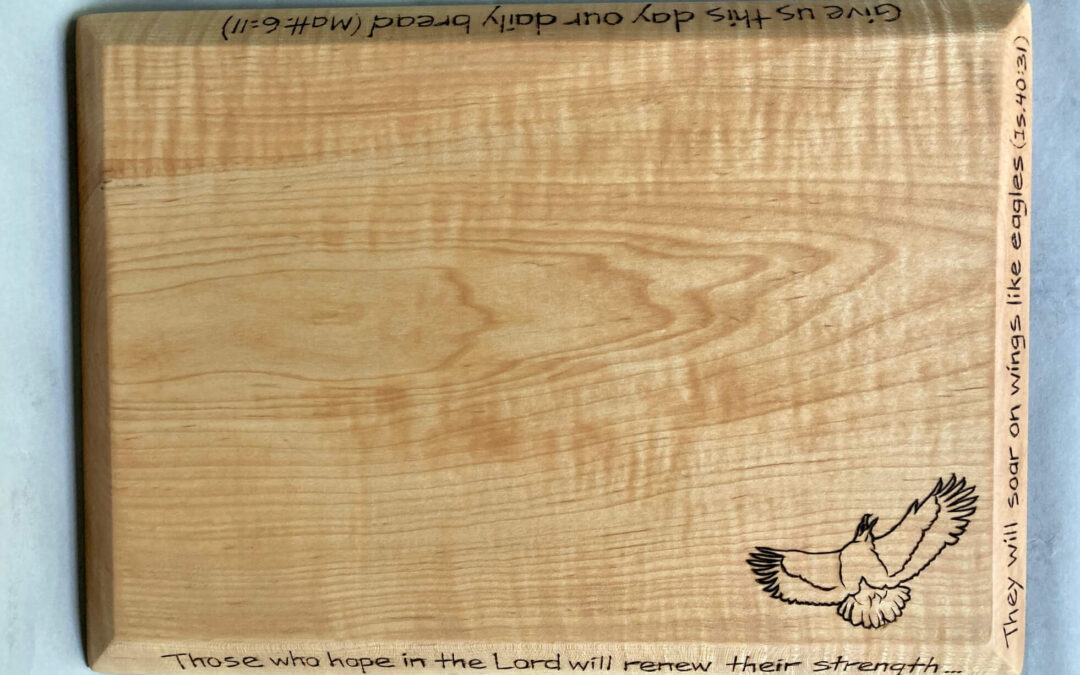 Give us this day our daily bread (Matt. 6:11)
Those who hope in the Lord will renew their strength...
They will soar on wings like eagles (Is. 40:31)